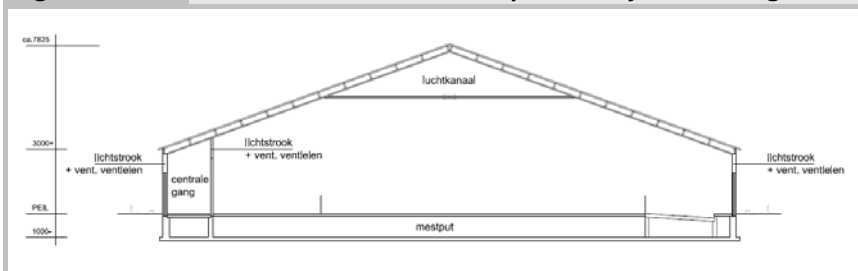 ca.7825
luchtkanaal
3000+
lichtstrook
+ vent. ventielen
lichtstrook
+ vent. ventielen
lichtstrook
+ vent. ventielen
centrale
gang
PEIL
mestput
1000-